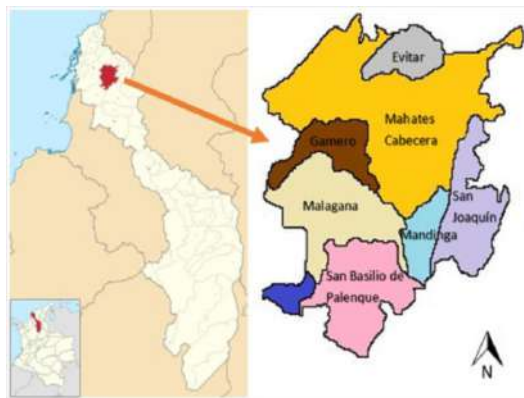 Evitar
Mahates
Cabecera
Gamero
San
Joaquín
Malagana
Mandinga
San Basilio de
Palenque
N